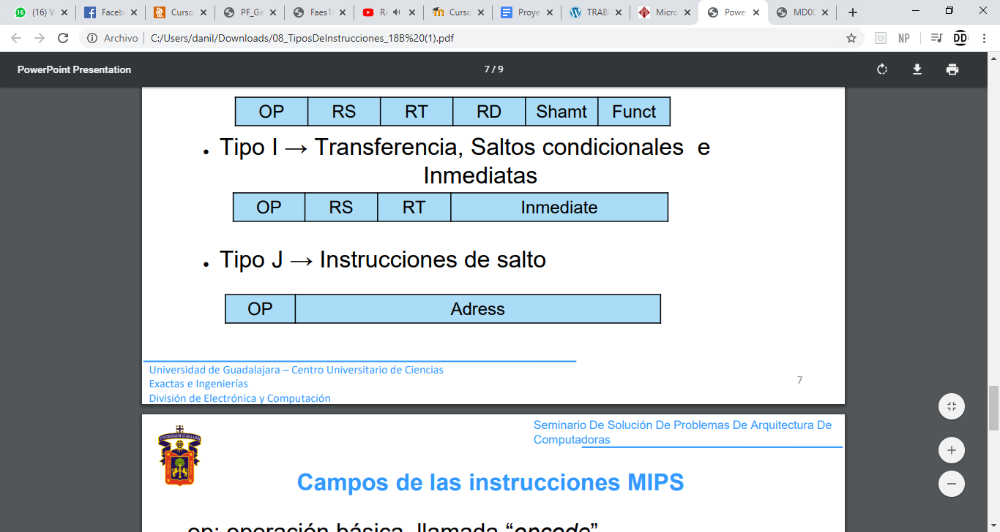 (16) W
Faceb
Curso
PF_Ge
Faes1
Ri
Curso
Proye
TRAB
Micro
Power
MD0C
Archivo C:/Users/danil/Downloads/08_TiposDeInstrucciones_18B%20(1).pdf
NP
DD
PowerPoint Presentation
7 / 9
OP RS RT RD Shamt Funct
• Tipo I → Transferencia, Saltos condicionales e
Inmediatas
OP RS RT Inmediate
• Tipo J → Instrucciones de salto
OP Adress
Universidad de Guadalajara – Centro Universitario de Ciencias
Exactas e Ingenierías
División de Electrónica y Computación
7
Seminario De Solución De Problemas De Arquitectura De
Computadoras
Campos de las instrucciones MIPS
op: operación básica, llamada “opcode”